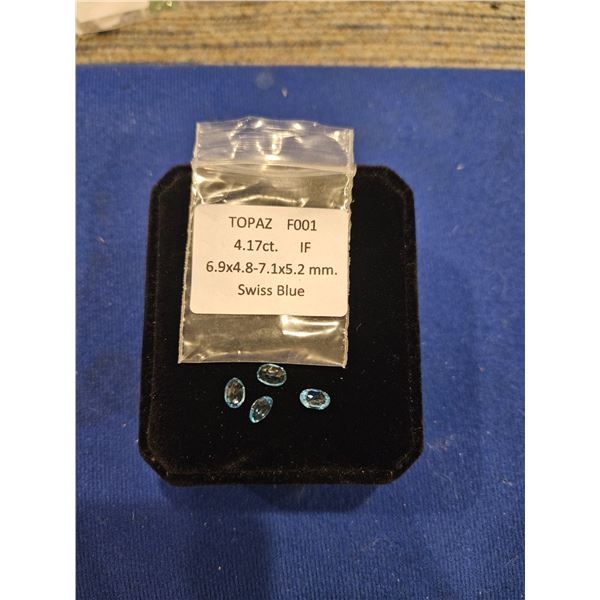 TOPAZ F001
4.17ct. IF
6.9x4.8-7.1x5.2 mm.
Swiss Blue